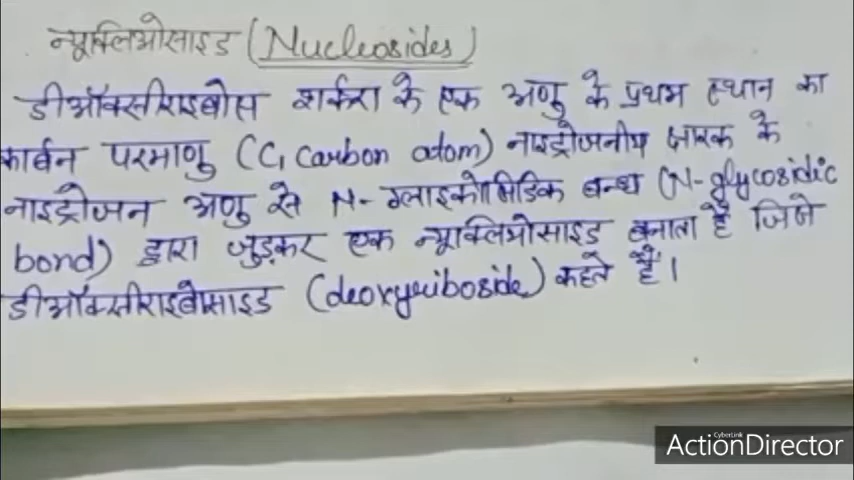 न्यूक्लिओसाइड (Nucleosides)
डीऑक्सीराइबोस शर्करा के एक अणु के प्रथम स्थान का
कार्बन परमाणु (C₁ Carbon atom) नाइट्रोजनीय क्षारक के
नाइट्रोजन अणु से N-ग्लाइकोसिडिक बन्ध (N-glycosidic
bond) द्वारा जुड़कर एक न्यूक्लिओसाइड बनाता है जिसे
डीऑक्सीराइबोसाइड (deoxyriboside) कहते हैं।
CyberLink
ActionDirector